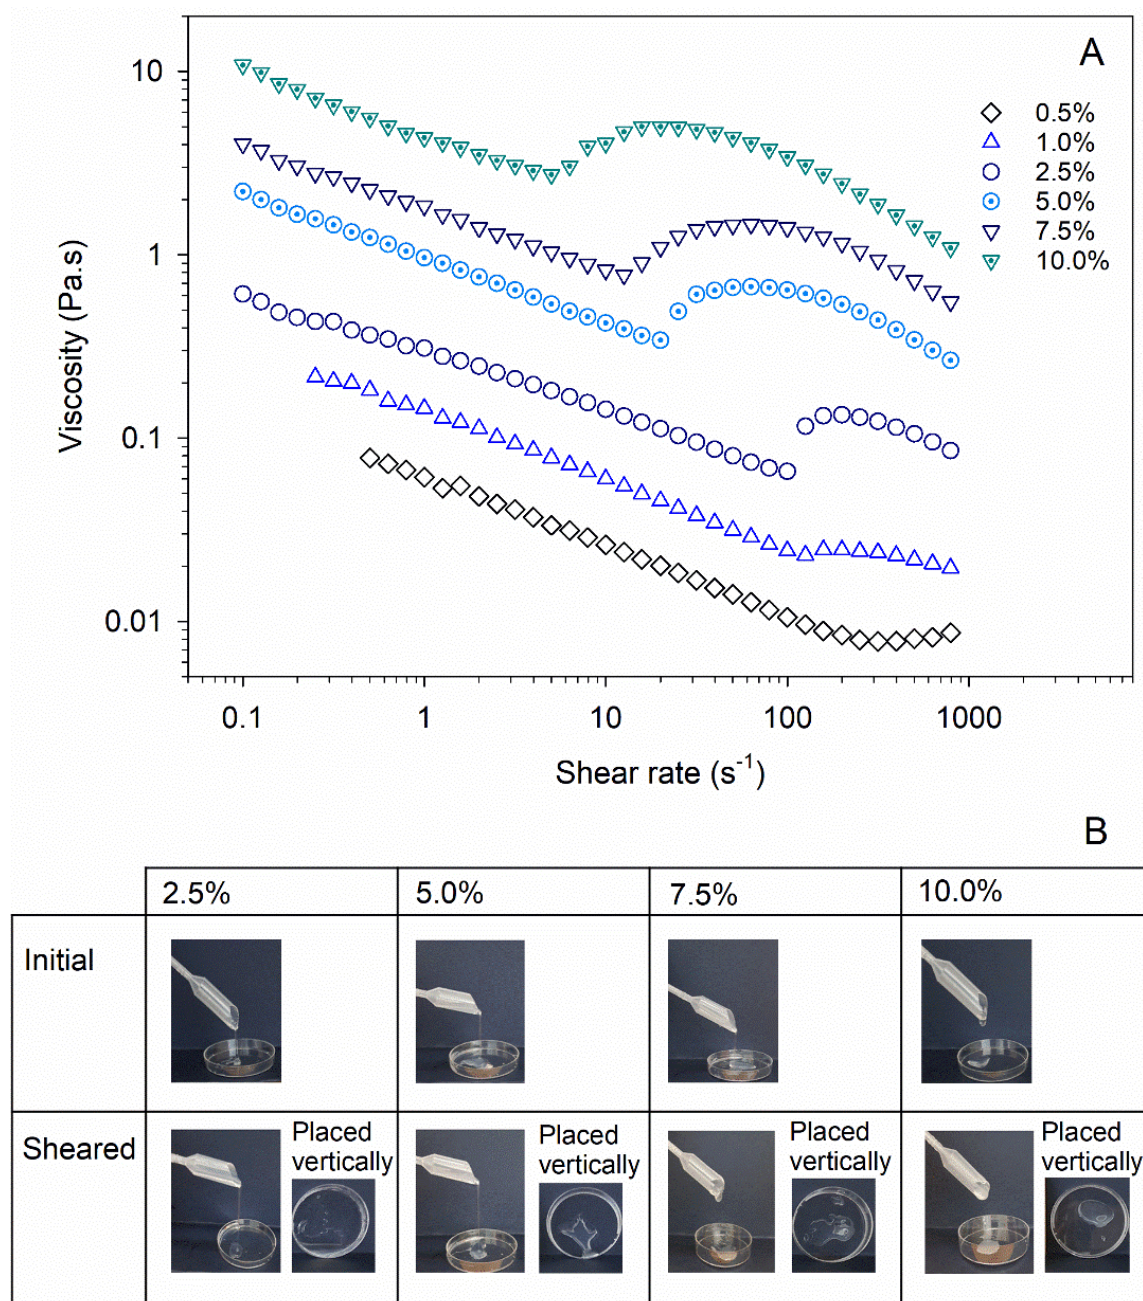 A
10
1
0.1
0.01
Viscosity (Pa.s)
0.5%
1.0%
2.5%
5.0%
7.5%
10.0%
0.1 1 10 100 1000
Shear rate (s⁻¹)
B
2.5% 5.0% 7.5% 10.0%
Initial
Sheared
Placed
vertically
Placed
vertically
Placed
vertically
Placed
vertically